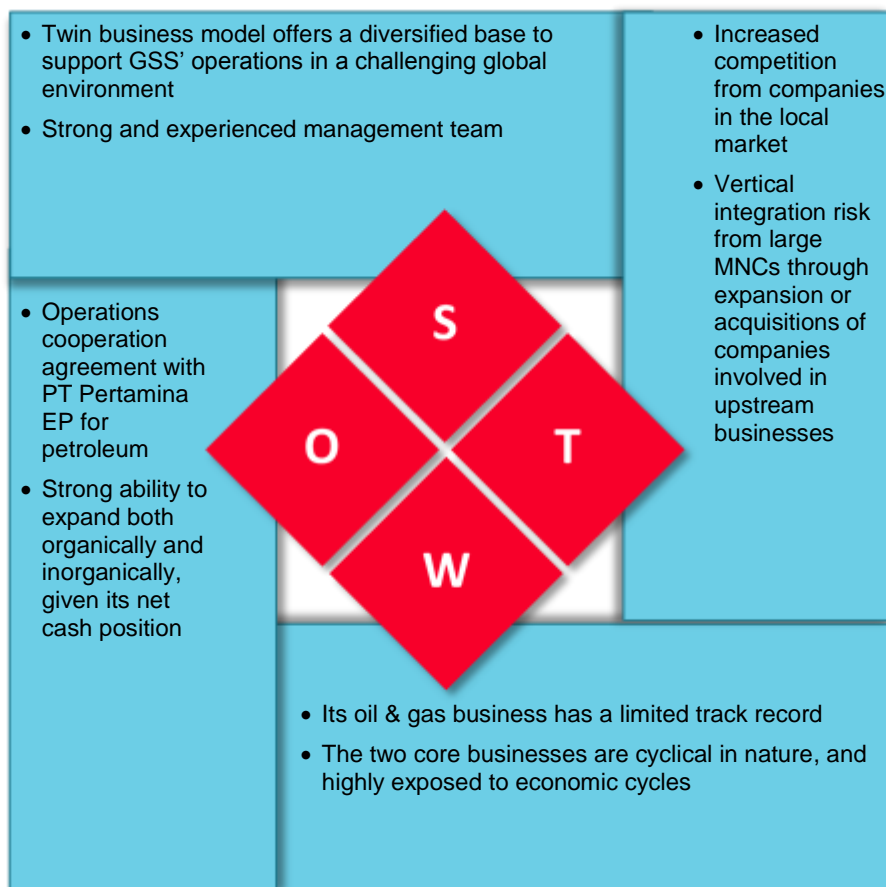 • Twin business model offers a diversified base to
support GSS' operations in a challenging global
environment
• Strong and experienced management team
• Increased
competition
from companies
in the local
market
• Vertical
integration risk
from large
MNCs through
expansion or
acquisitions of
companies
involved in
upstream
businesses
• Operations
cooperation
agreement with
PT Pertamina
EP for
petroleum
• Strong ability to
expand both
organically and
inorganically,
given its net
cash position
S
O
T
W
• Its oil & gas business has a limited track record
• The two core businesses are cyclical in nature, and
highly exposed to economic cycles